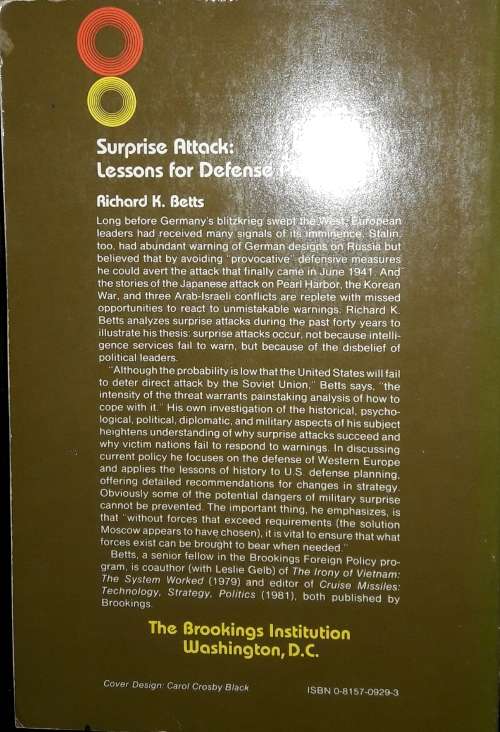 Surprise Attack:
Lessons for Defense
Richard K. Betts
Long before Germany's blitzkrieg swept the West, European
leaders had received many signals of its imminence. Stalin,
too, had abundant warning of German designs on Russia but
believed that by avoiding "provocative" defensive measures
he could avert the attack that finally came in June 1941. And
the stories of the Japanese attack on Pearl Harbor, the Korean
War, and three Arab-Israeli conflicts are replete with missed
opportunities to react to unmistakable warnings. Richard K.
Betts analyzes surprise attacks during the past forty years to
illustrate his thesis: surprise attacks occur, not because intelli-
gence services fail to warn, but because of the disbelief of
political leaders.
"Although the probability is low that the United States will fail
to deter direct attack by the Soviet Union," Betts says, "the
intensity of the threat warrants painstaking analysis of how to
cope with it." His own investigation of the historical, psycho-
logical, political, diplomatic, and military aspects of his subject
heightens understanding of why surprise attacks succeed and
why victim nations fail to respond to warnings. In discussing
current policy he focuses on the defense of Western Europe
and applies the lessons of history to U.S. defense planning,
offering detailed recommendations for changes in strategy.
Obviously some of the potential dangers of military surprise
cannot be prevented. The important thing, he emphasizes, is
that "without forces that exceed requirements (the solution
Moscow appears to have chosen), it is vital to ensure that what
forces exist can be brought to bear when needed."
Betts, a senior fellow in the Brookings Foreign Policy pro-
gram, is coauthor (with Leslie Gelb) of The Irony of Vietnam:
The System Worked (1979) and editor of Cruise Missiles:
Technology, Strategy, Politics (1981), both published by
Brookings.
The Brookings Institution
Washington, D.C.
Cover Design: Carol Crosby Black
ISBN 0-8157-0929-3